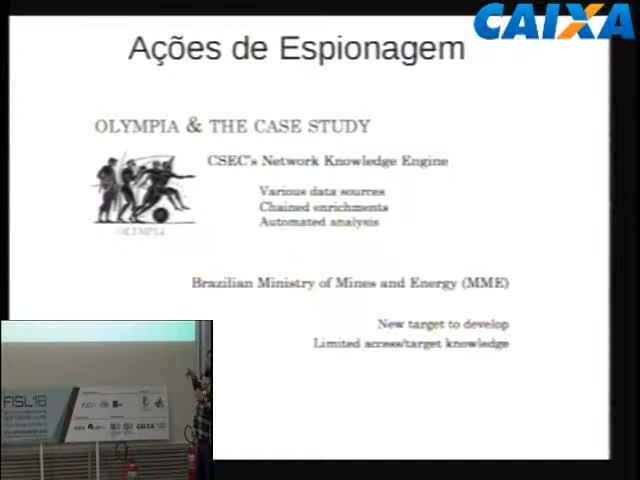 CAIXA
Ações de Espionagem
OLYMPIA & THE CASE STUDY
CSEC's Network Knowledge Engine
Various data sources
Chained enrichments
Automated analysis
OLYMPIA
Brazilian Ministry of Mines and Energy (MME)
New target to develop
Limited access/target knowledge
FISL16
CAIXA